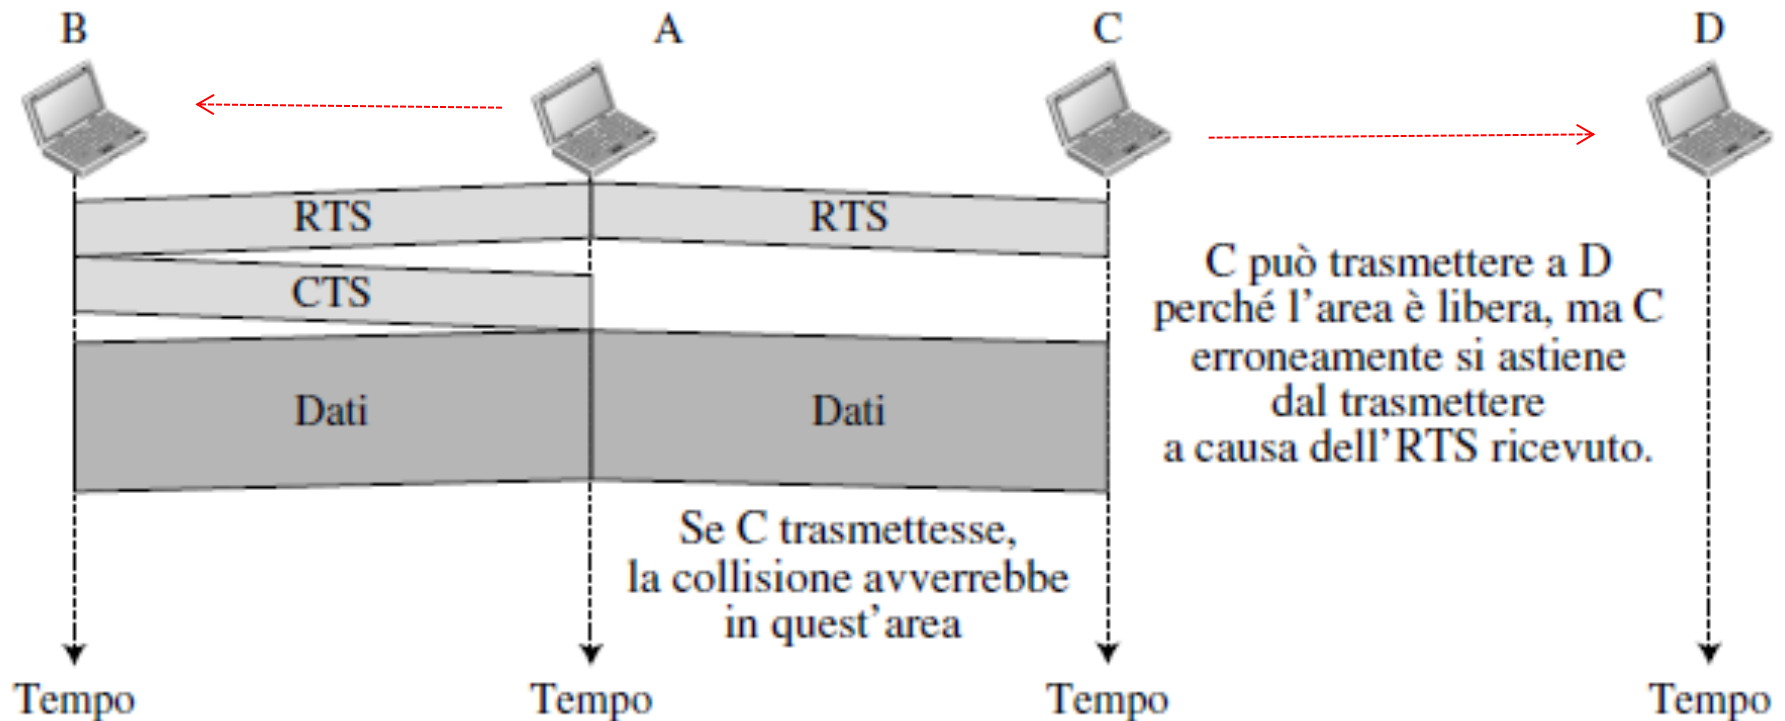 B
A
C
D
RTS
RTS
CTS
Dati
Dati
C può trasmettere a D
perché l’area è libera, ma C
erroneamente si astiene
dal trasmettere
a causa dell’RTS ricevuto.
Se C trasmettesse,
la collisione avverrebbe
in quest’area
Tempo
Tempo
Tempo
Tempo